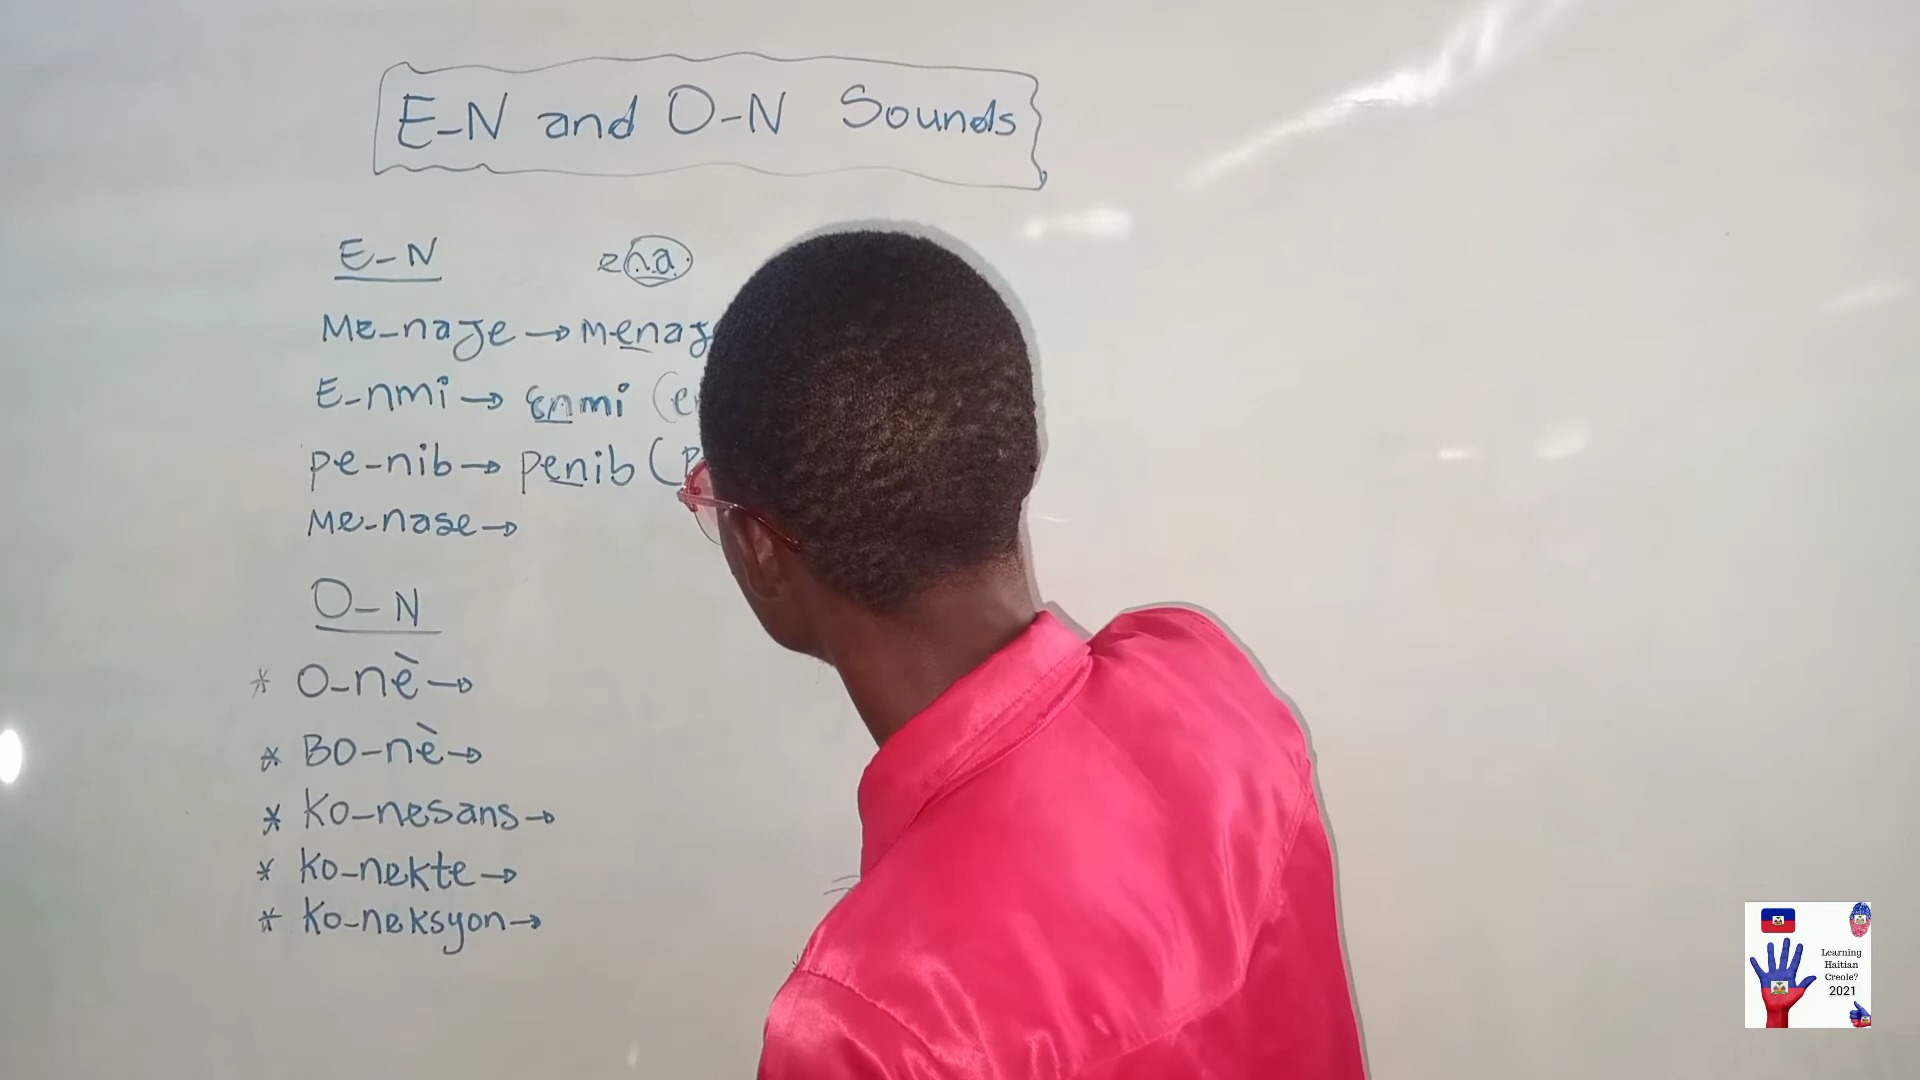 E-N and O-N Sounds
E-N
Me-naje → menaje
E-nmi → enmi
pe-nib → penib
Me-nase →
O-N
* O-nè →
* Bo-nè →
* Ko-nesans →
* Ko-nekte →
* Ko-neksyon →
Learning
Haitian
Creole?
2021